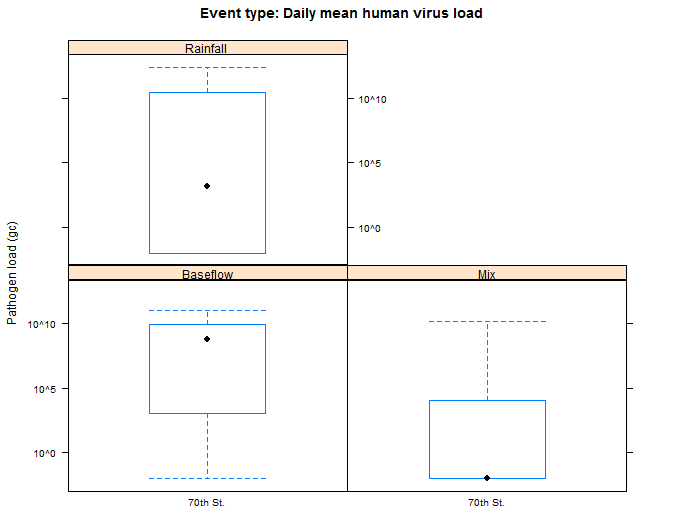 Event type: Daily mean human virus load
Rainfall
10^10
10^5
10^0
Pathogen load (gc)
Baseflow
Mix
10^10
10^5
10^0
70th St.
70th St.